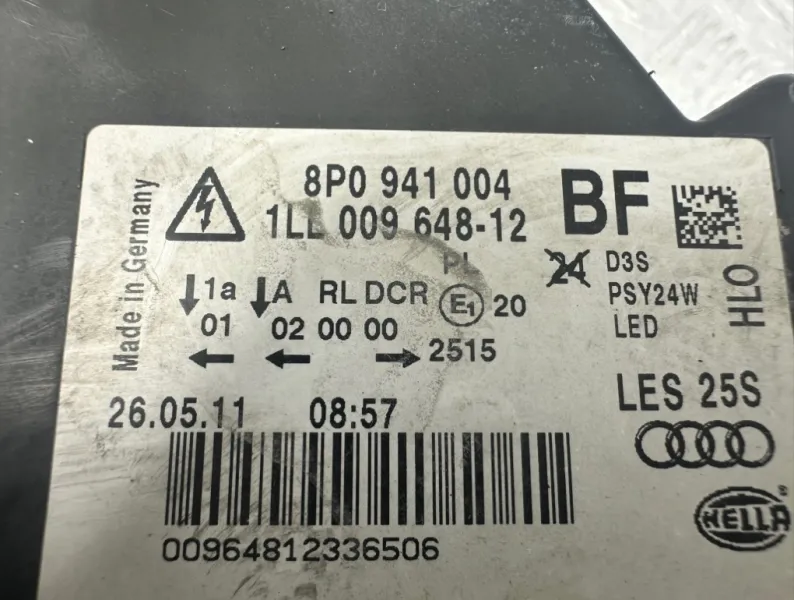 Made in Germany
8P0 941 004
BF
1LL 009 648-12
PL
24
D3S
1a A RL DCR
E1 20
PSY24W
01 02 00 00
LED
HLO
2515
LES 25S
26.05.11 08:57
00964812336506
HELLA
®